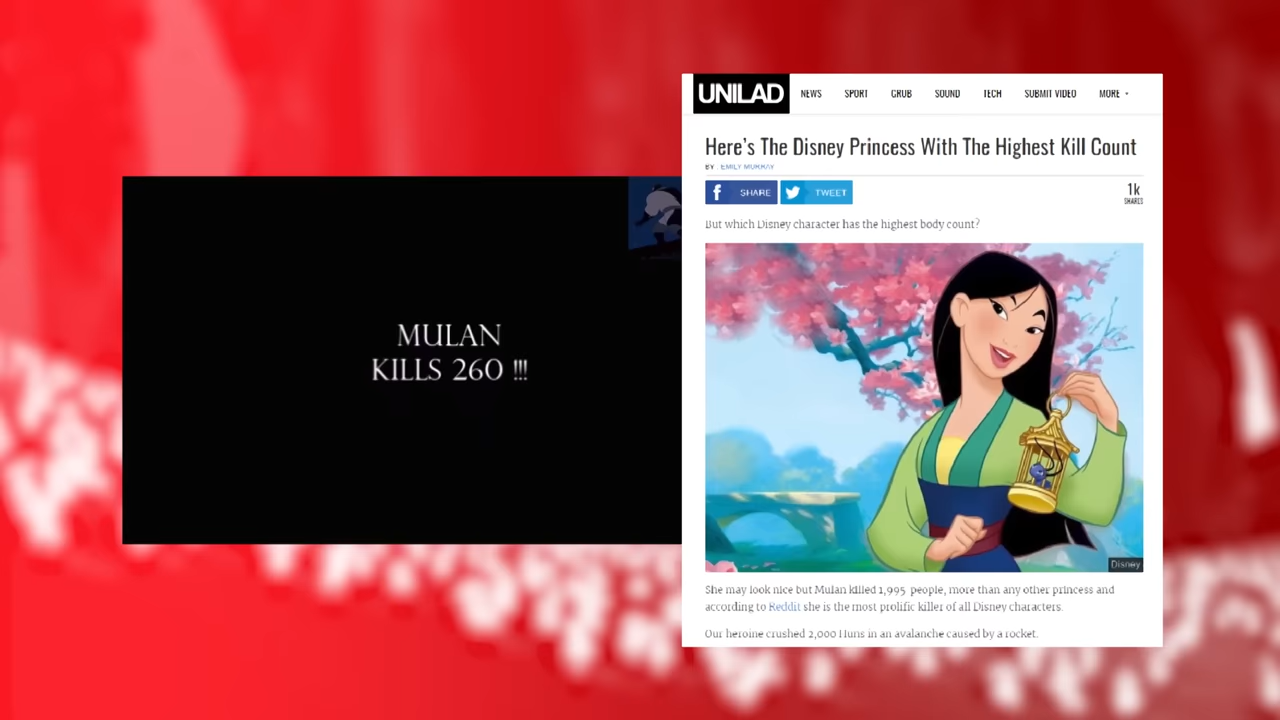 MULAN
KILLS 260 !!!
UNILAD
NEWS SPORT GRUB SOUND TECH SUBMIT VIDEO MORE
Here's The Disney Princess With The Highest Kill Count
BY : EMILY MURRAY
SHARE TWEET
1k
SHARES
But which Disney character has the highest body count?
Disney
She may look nice but Mulan killed 1,995 people, more than any other princess and
according to Reddit she is the most prolific killer of all Disney characters.
Our heroine crushed 2,000 Huns in an avalanche caused by a rocket.